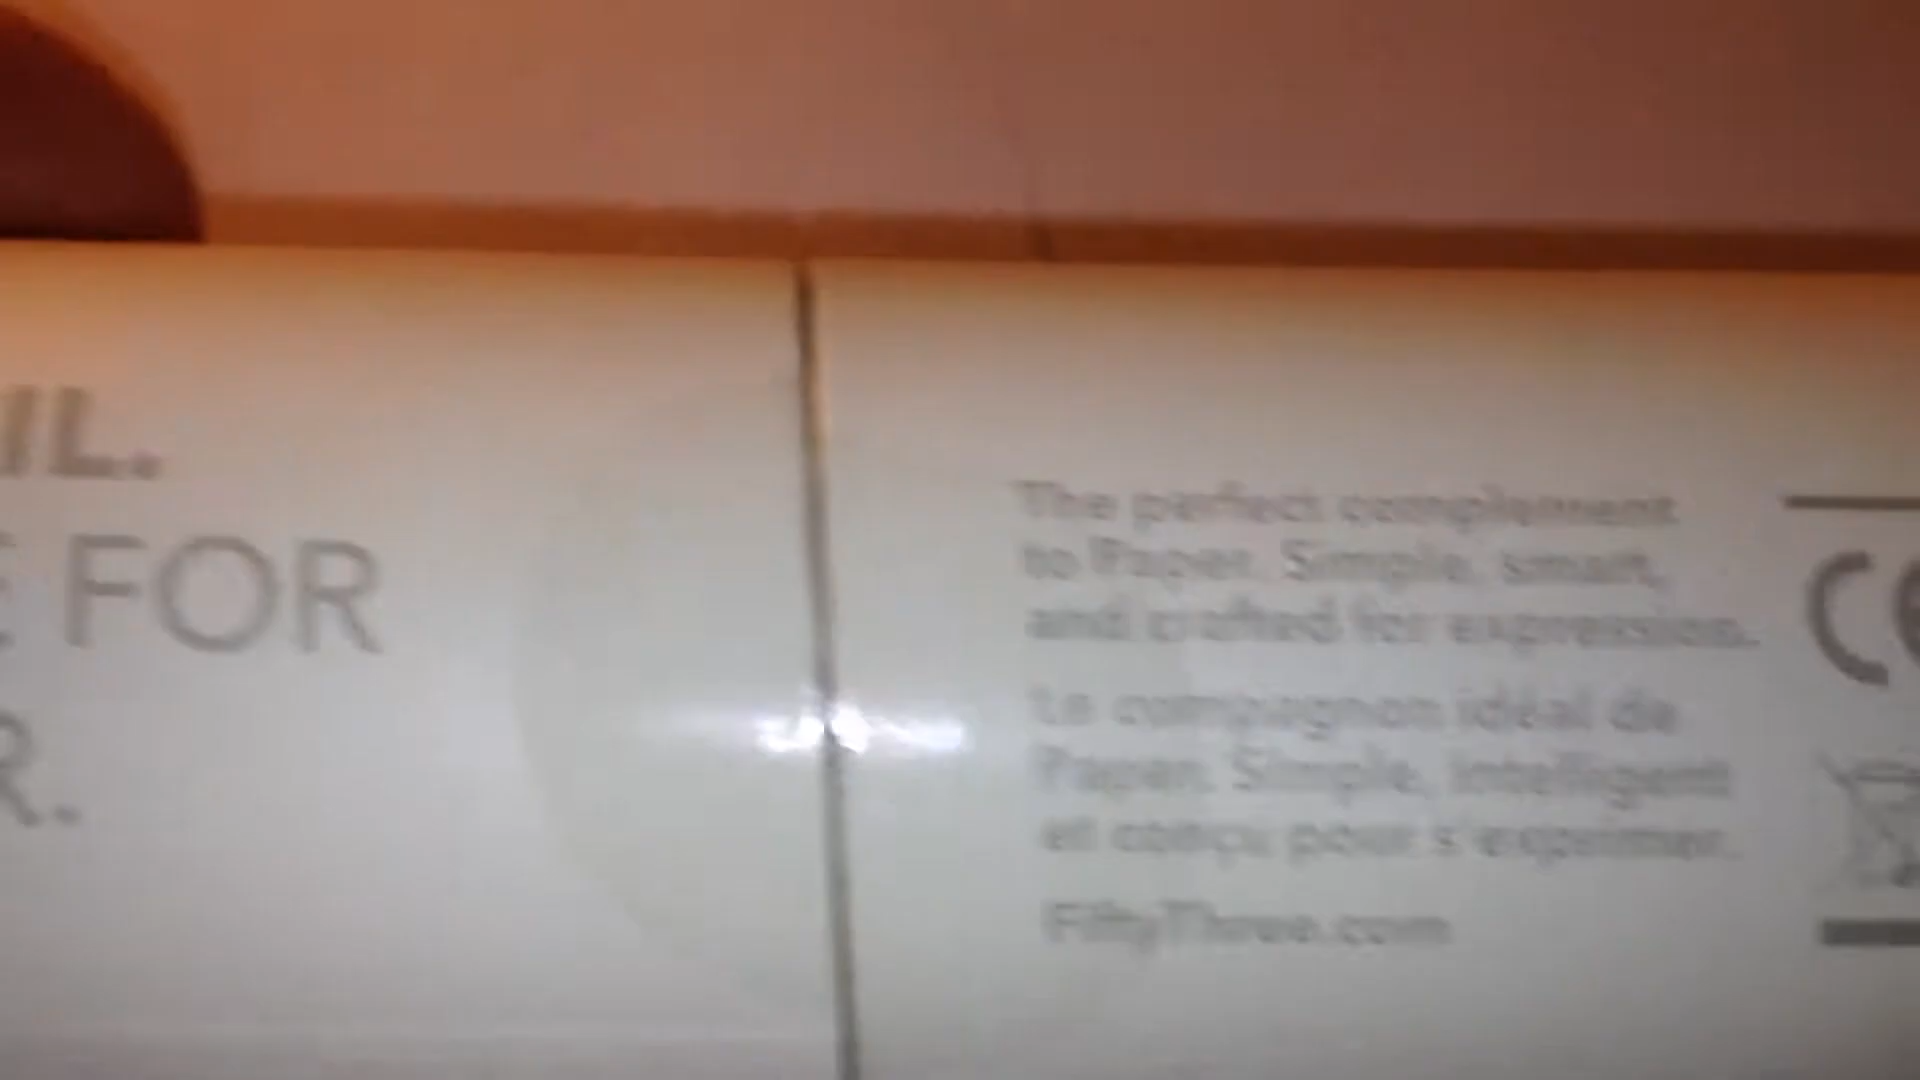 IL.
FOR
R.
The perfect complement
to Paper. Simple, smart,
and crafted for expression.
Le compagnon idéal de
Paper. Simple, intelligent
et conçu pour s'exprimer.
FiftyThree.com
CE